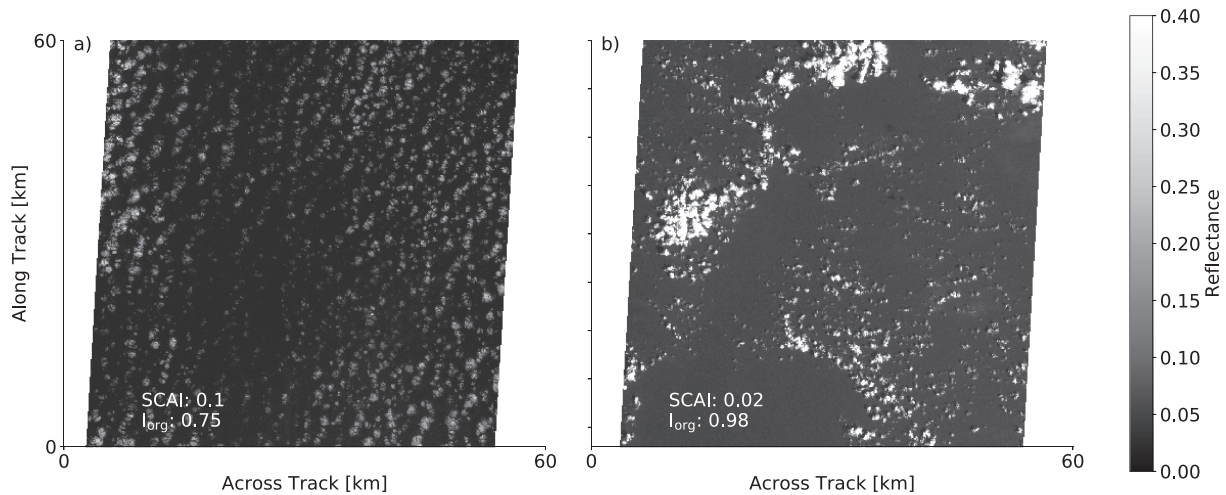 60
a)
Along Track [km]
SCAI: 0.1
Iorg: 0.75
0
0
60
Across Track [km]
b)
SCAI: 0.02
Iorg: 0.98
0
60
Across Track [km]
0.40
0.35
0.30
0.25
0.20
0.15
0.10
0.05
0.00
Reflectance